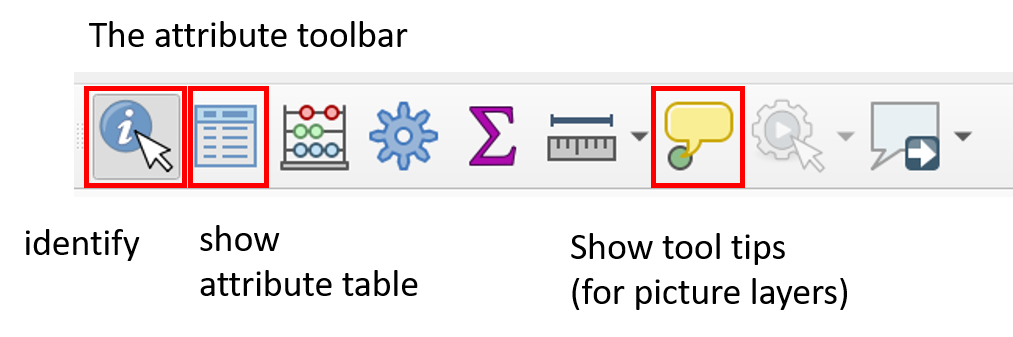 The attribute toolbar
identify
show
attribute table
Show tool tips
(for picture layers)